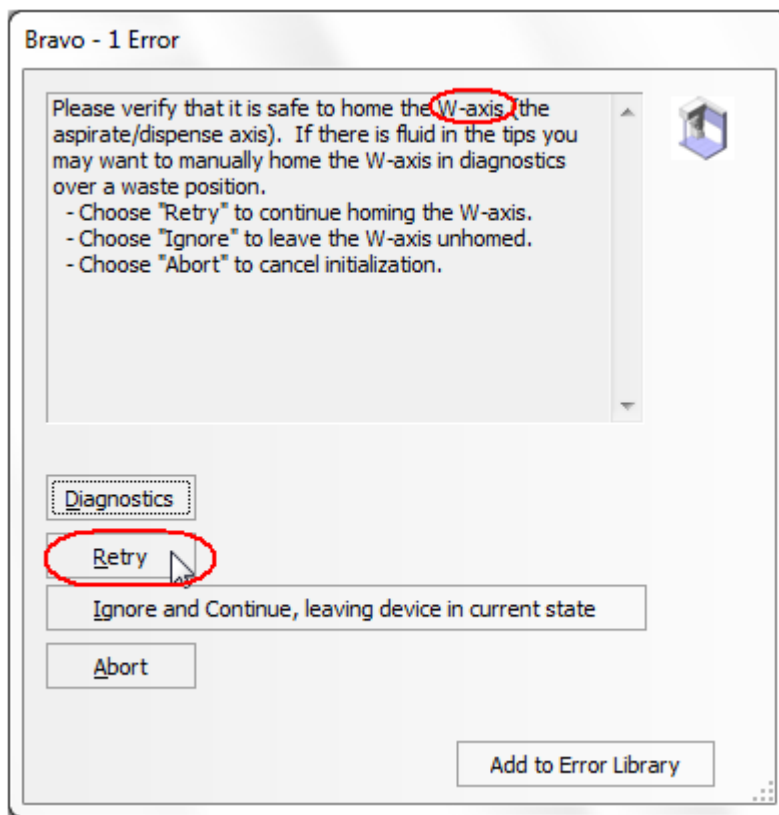 Bravo - 1 Error
Please verify that it is safe to home the W-axis (the
aspirate/dispense axis).  If there is fluid in the tips you
may want to manually home the W-axis in diagnostics
over a waste position.
- Choose "Retry" to continue homing the W-axis.
- Choose "Ignore" to leave the W-axis unhomed.
- Choose "Abort" to cancel initialization.
Diagnostics
Retry
Ignore and Continue, leaving device in current state
Abort
Add to Error Library